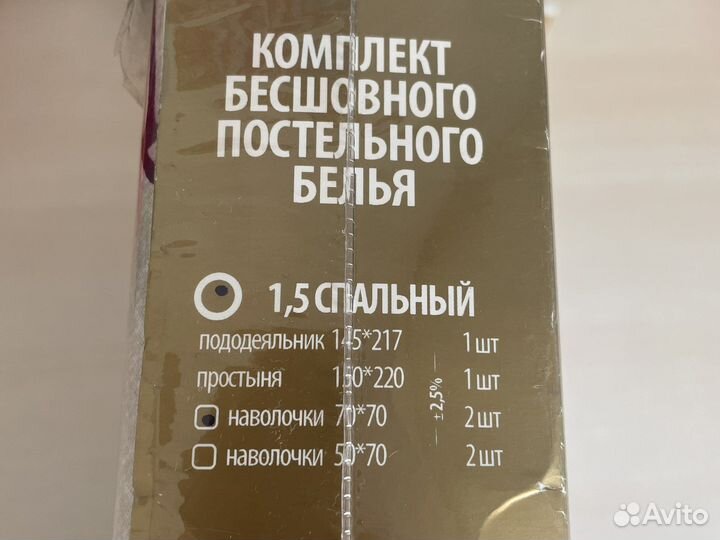 КОМПЛЕКТ
БЕСШОВНОГО
ПОСТЕЛЬНОГО
БЕЛЬЯ
1,5 СПАЛЬНЫЙ
пододеяльник 145*217 1 шт
простыня 150*220 1 шт
наволочки 70*70 2 шт
наволочки 50*70 2 шт
±2,5%
Avito